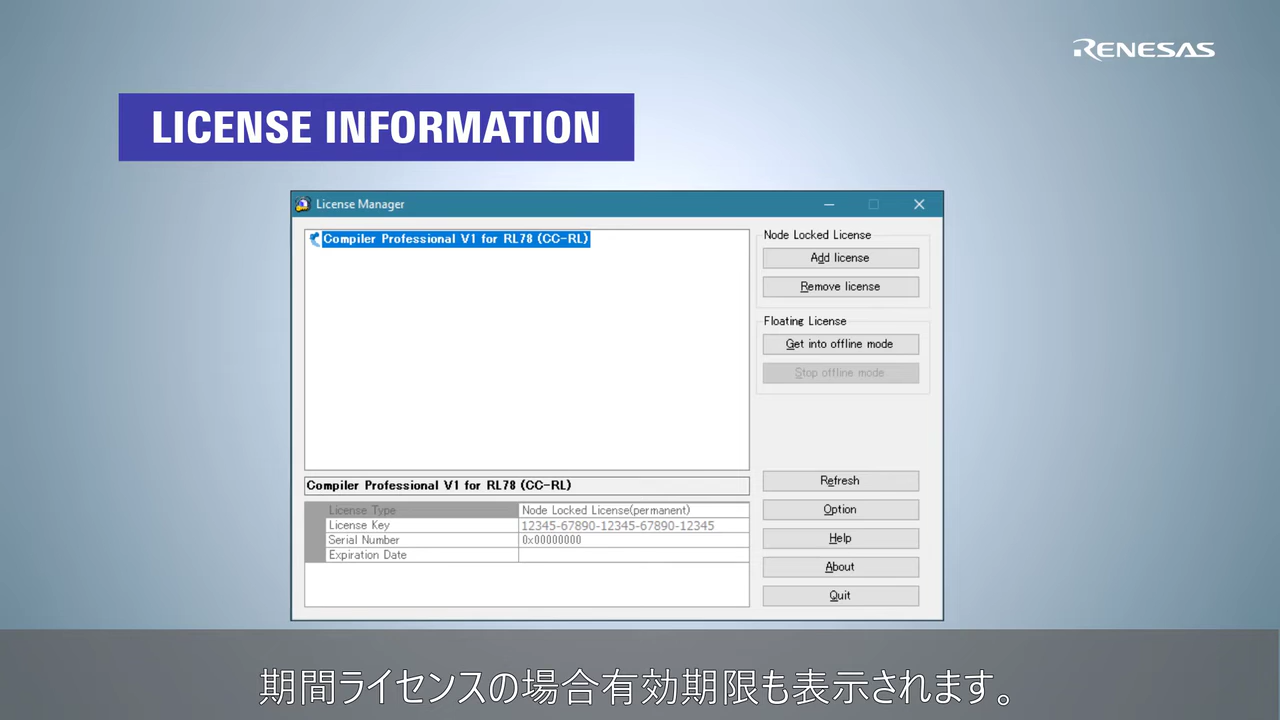 RENESAS
LICENSE INFORMATION
License Manager
Compiler Professional V1 for RL78 (CC-RL)
Node Locked License
Add license
Remove license
Floating License
Get into offline mode
Stop offline mode
Compiler Professional V1 for RL78 (CC-RL)
License Type Node Locked License(permanent)
License Key 12345-67890-12345-67890-12345
Serial Number 0x00000000
Expiration Date
Refresh
Option
Help
About
Quit
期間ライセンスの場合有効期限も表示されます。